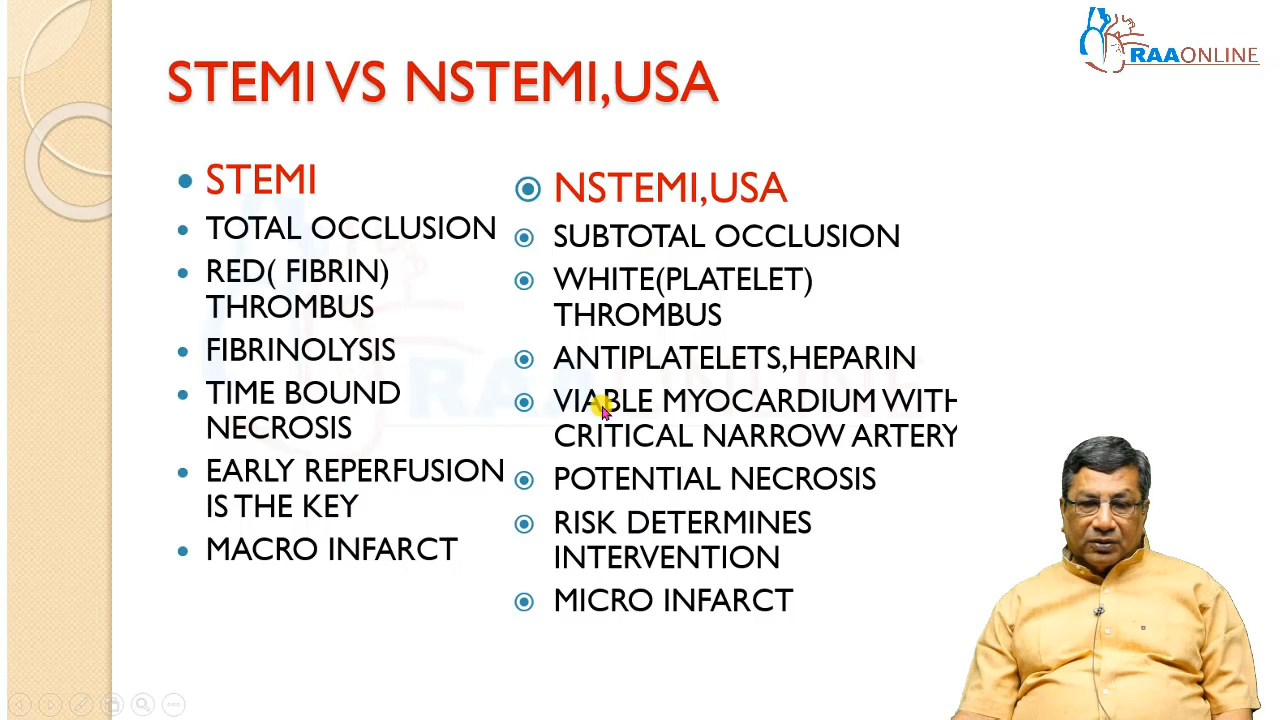 RAAONLINE
STEMI VS NSTEMI,USA
STEMI
TOTAL OCCLUSION
RED( FIBRIN)
THROMBUS
FIBRINOLYSIS
TIME BOUND
NECROSIS
EARLY REPERFUSION
IS THE KEY
MACRO INFARCT
NSTEMI,USA
SUBTOTAL OCCLUSION
WHITE(PLATELET)
THROMBUS
ANTIPLATELETS,HEPARIN
VIABLE MYOCARDIUM WITH
CRITICAL NARROW ARTERY
POTENTIAL NECROSIS
RISK DETERMINES
INTERVENTION
MICRO INFARCT